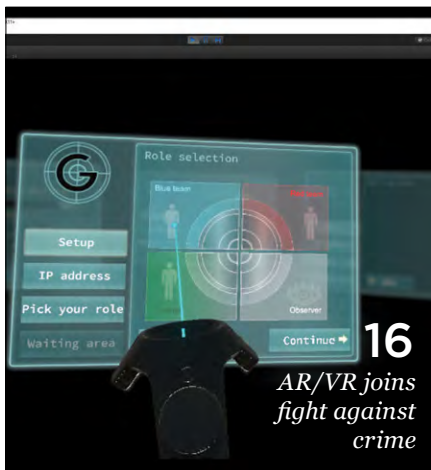 G
Role selection
Blue team
Setup
IP address
Pick your role
Observer
Waiting area
Continue
16
AR/VR joins
fight against
crime